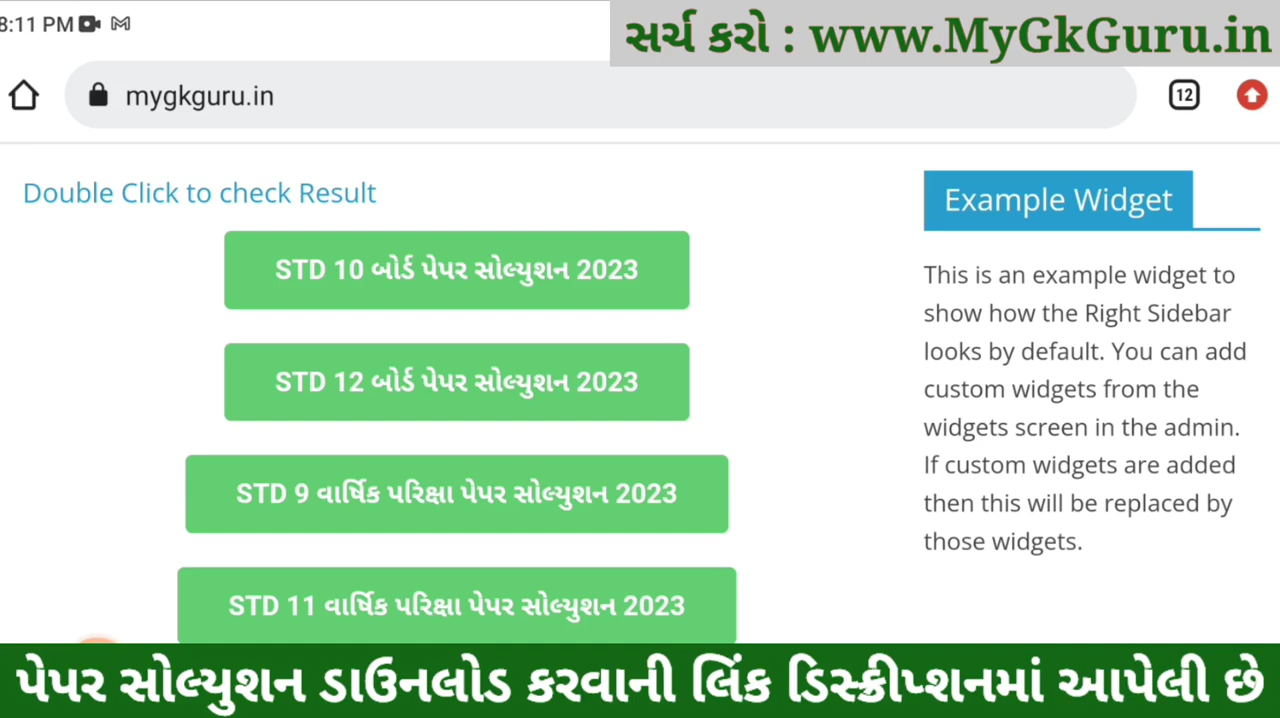 8:11 PM
સર્ચ કરો : www.MyGkGuru.in
mygkguru.in
12
Double Click to check Result
STD 10 બોર્ડ પેપર સોલ્યુશન 2023
STD 12 બોર્ડ પેપર સોલ્યુશન 2023
STD 9 વાર્ષિક પરિક્ષા પેપર સોલ્યુશન 2023
STD 11 વાર્ષિક પરિક્ષા પેપર સોલ્યુશન 2023
Example Widget
This is an example widget to
show how the Right Sidebar
looks by default. You can add
custom widgets from the
widgets screen in the admin.
If custom widgets are added
then this will be replaced by
those widgets.
પેપર સોલ્યુશન ડાઉનલોડ કરવાની લિંક ડિસ્ક્રીપ્શનમાં આપેલી છે